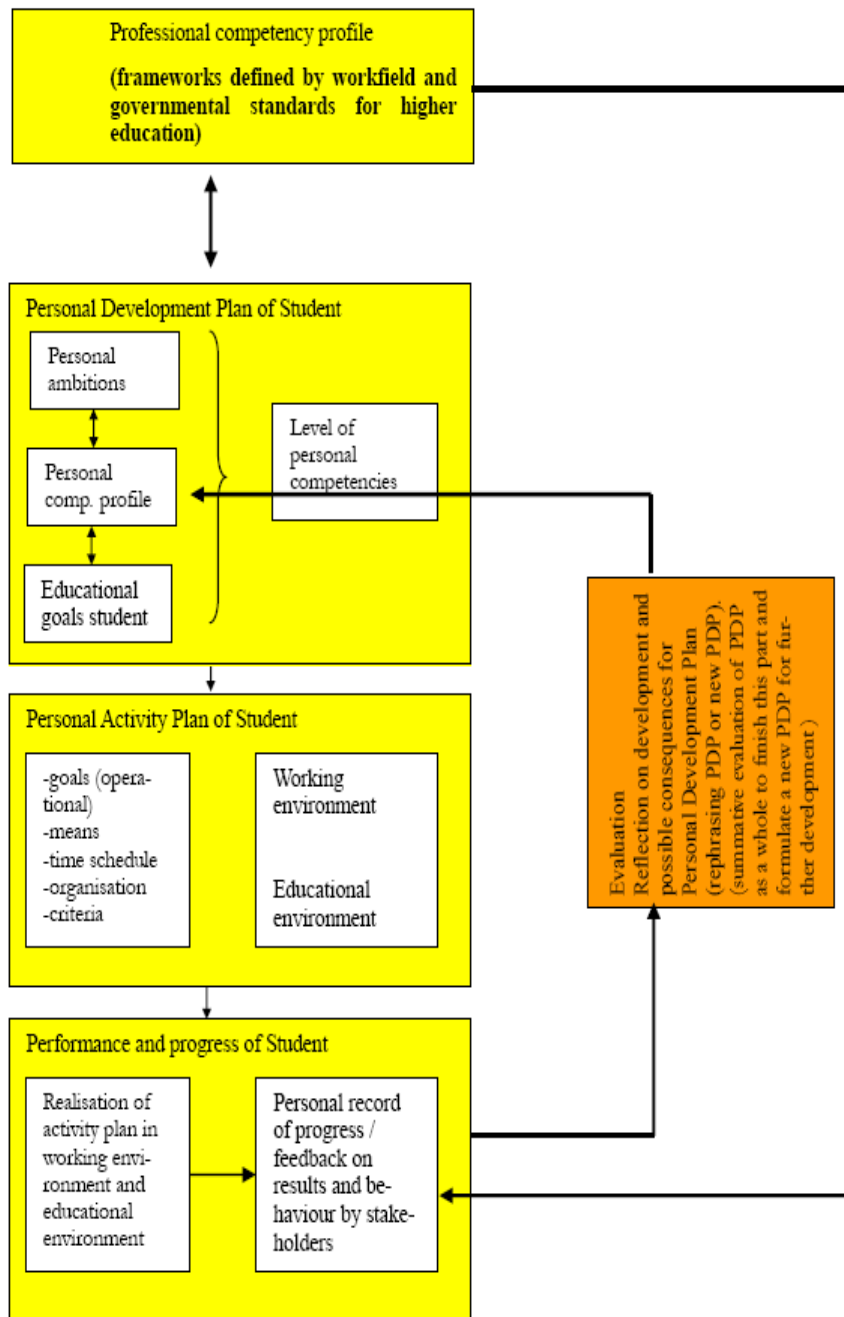 Professional competency profile
(frameworks defined by workfield and
governmental standards for higher
education)
Personal Development Plan of Student
Personal
ambitions
Personal
comp. profile
Educational
goals student
Level of
personal
competencies
Personal Activity Plan of Student
-goals (opera-
tional)
-means
-time schedule
-organisation
-criteria
Working
environment
Educational
environment
Performance and progress of Student
Realisation of
activity plan in
working envi-
ronment and
educational
environment
Personal record
of progress /
feedback on
results and be-
haviour by stake-
holders
Evaluation
Reflection on development and
possible consequences for
Personal Development Plan
(rephrasing PDP or new PDP).
(summative evaluation of PDP
as a whole to finish this part and
formulate a new PDP for fur-
ther development )